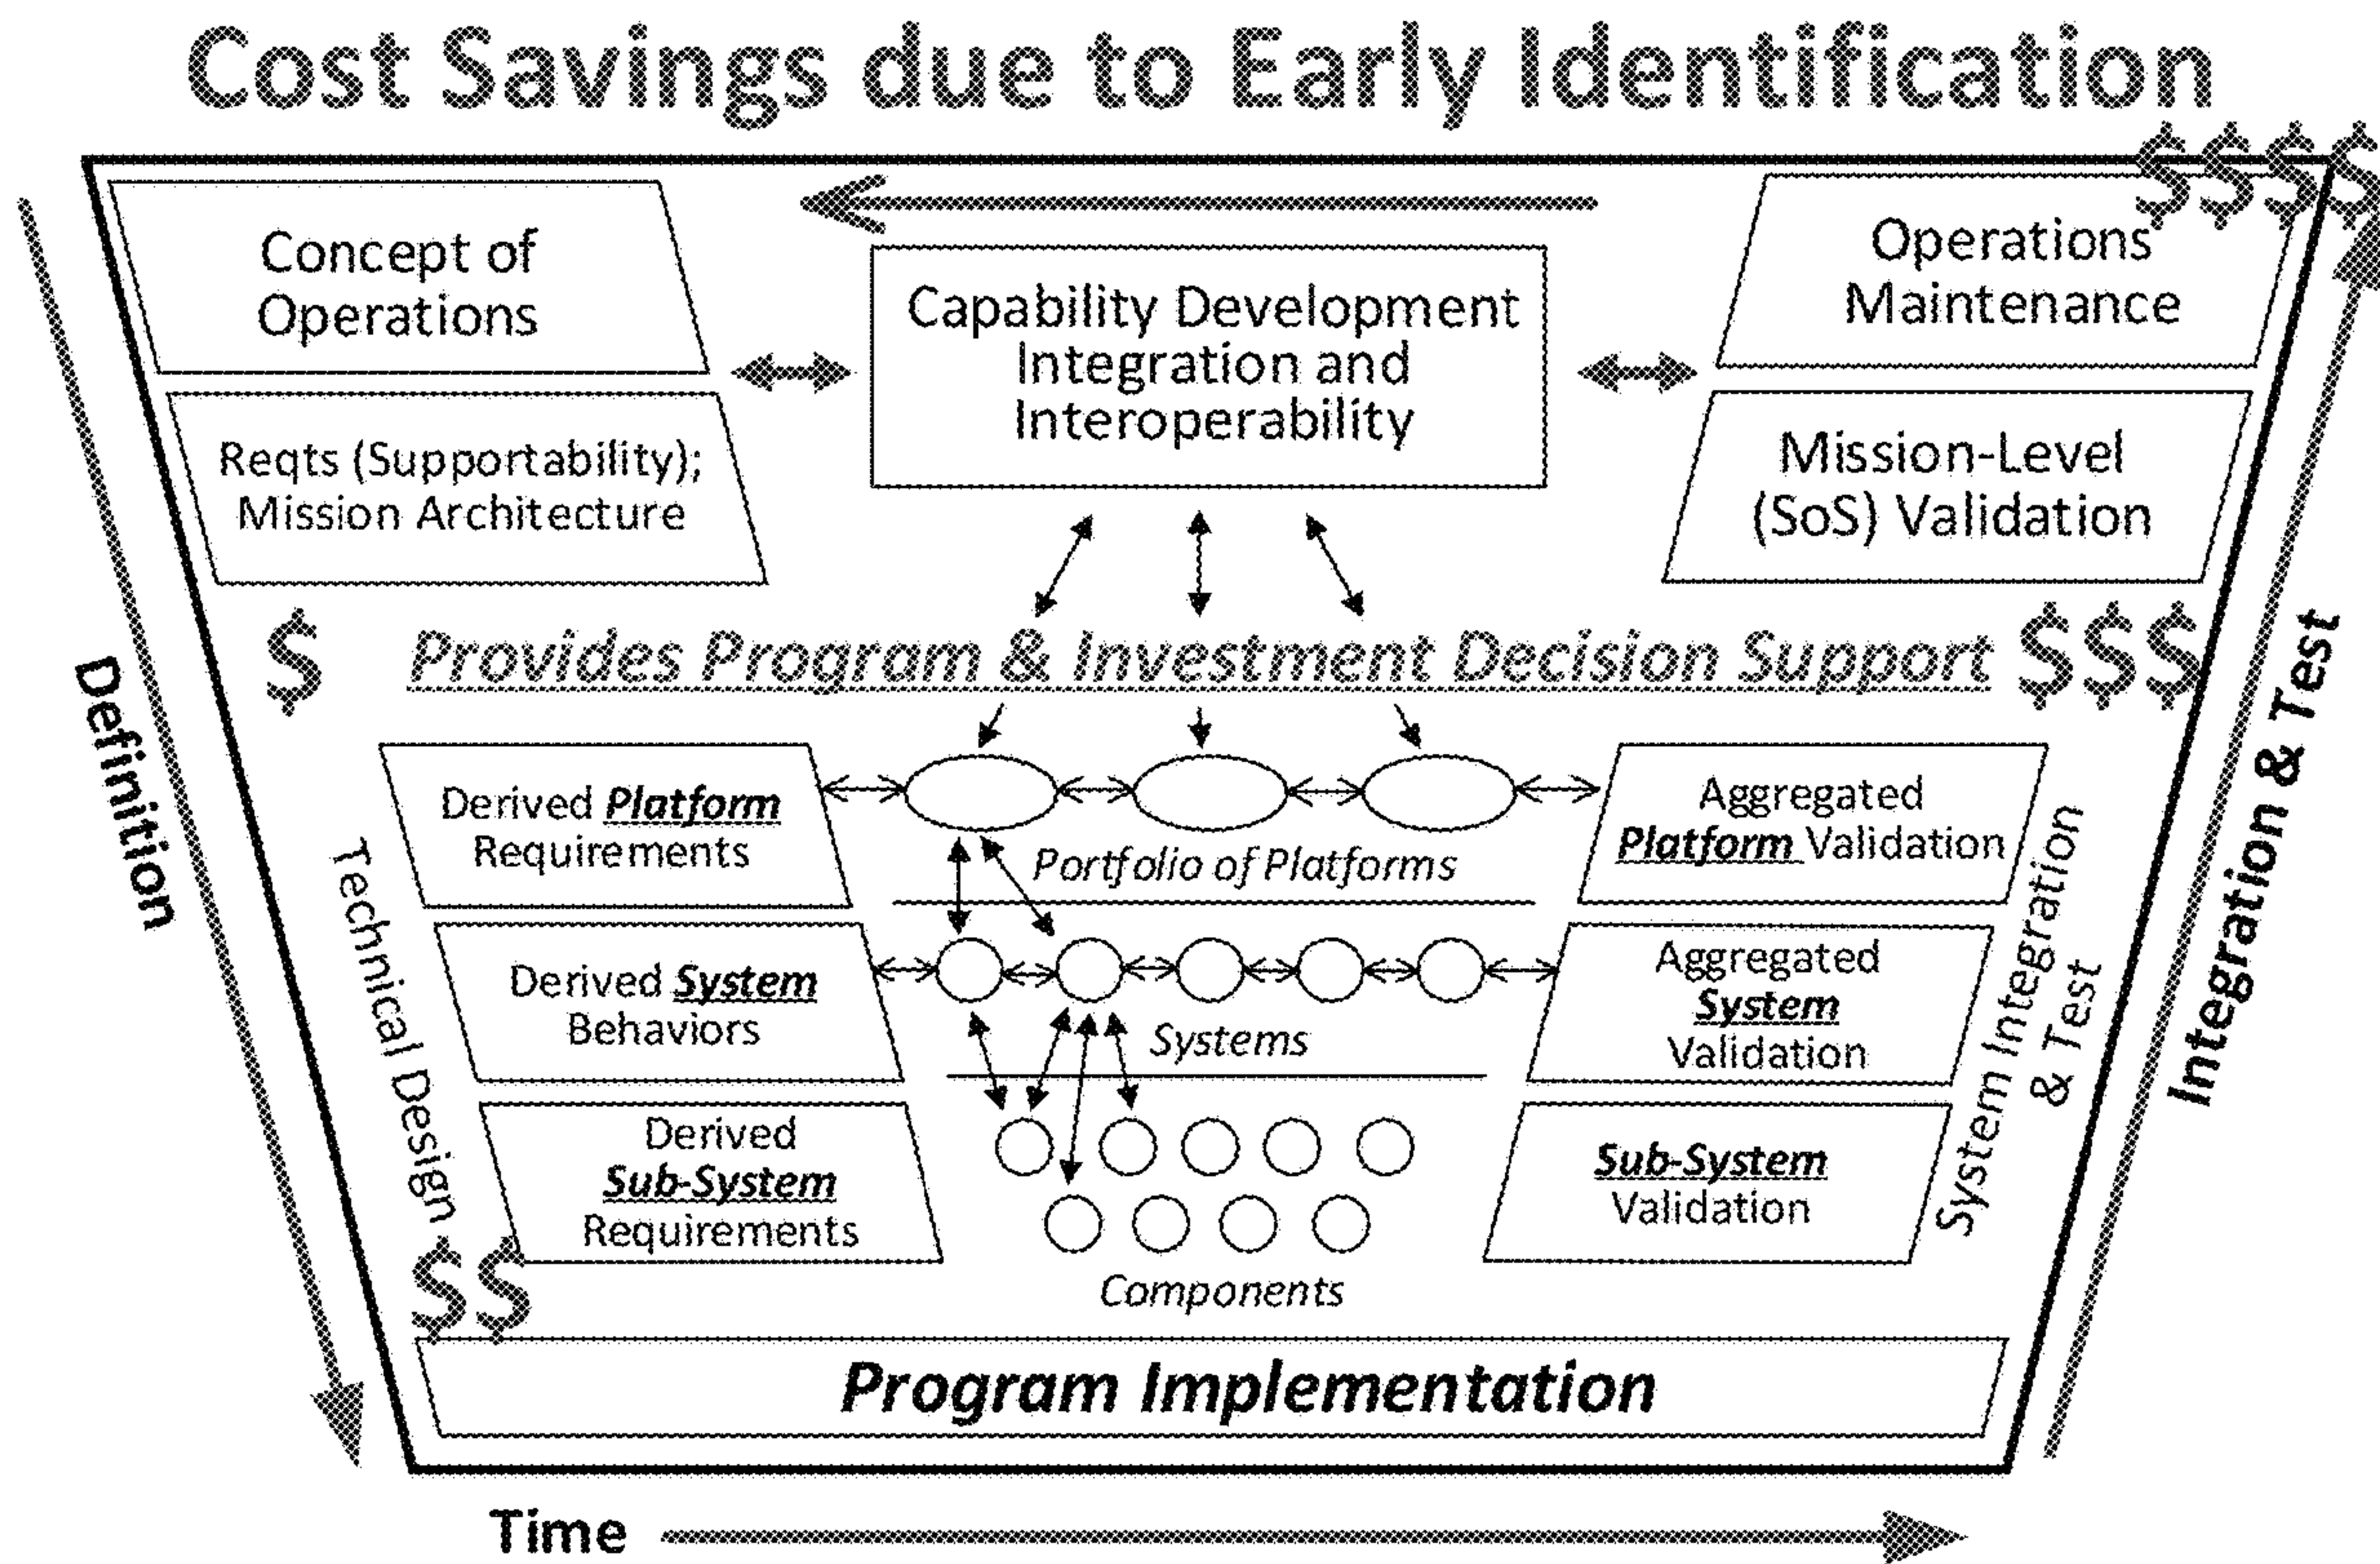 Cost Savings due to Early Identification
$$$$
Concept of
Operations
Capability Development
Integration and
Interoperability
Operations
Maintenance
Reqts (Supportability);
Mission Architecture
Mission-Level
(SoS) Validation
$
Provides Program & Investment Decision Support
$$$
Definition
Integration & Test
Technical Design
System Integration
& Test
Derived Platform
Requirements
Portfolio of Platforms
Aggregated
Platform Validation
Derived System
Behaviors
Systems
Aggregated
System
Validation
Derived
Sub-System
Requirements
Components
Sub-System
Validation
$$
Program Implementation
Time